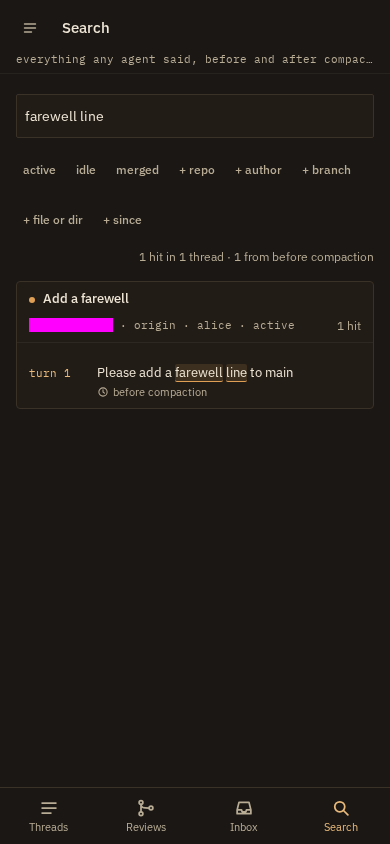 Search
everything any agent said, before and after compac…
farewell line
active idle merged + repo + author + branch
+ file or dir + since
1 hit in 1 thread · 1 from before compaction
Add a farewell
· origin · alice · active 1 hit
turn 1 Please add a farewell line to main
before compaction
Threads Reviews Inbox Search